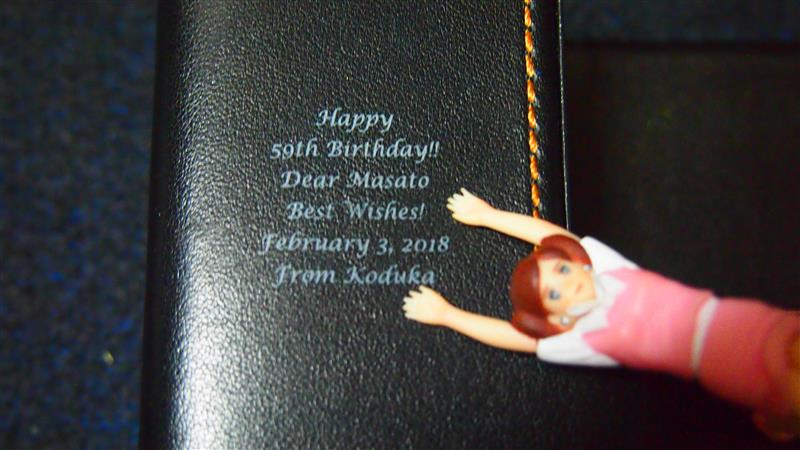 Happy
59th Birthday!!
Dear Masato
Best Wishes!
February 3, 2018
From Koduka